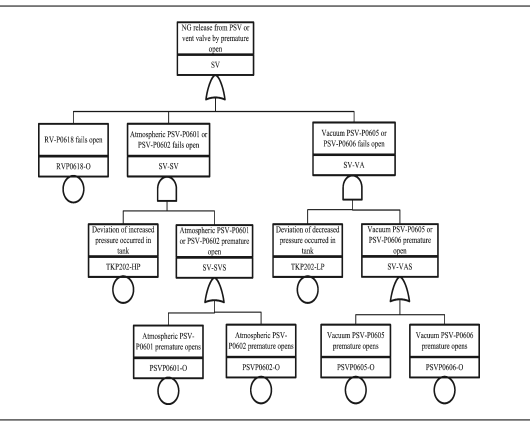 NG release from PSV or
vent valve by premature
open
SV
RV-P0618 fails open
RVP0618-O
Atmospheric PSV-P0601 or
PSV-P0602 fails open
SV-SV
Vacuum PSV-P0605 or
PSV-P0606 fails open
SV-VA
Deviation of increased
pressure occurred in
tank
TKP202-HP
Atmospheric PSV-P0601
or PSV-P0602 premature
open
SV-SVS
Deviation of decreased
pressure occurred in
tank
TKP202-LP
Vacuum PSV-P0605 or
PSV-P0606 premature
open
SV-VAS
Atmospheric PSV-
P0601 premature opens
PSVP0601-O
Atmospheric PSV-
P0602 premature opens
PSVP0602-O
Vacuum PSV-P0605
premature opens
PSVP0605-O
Vacuum PSV-P0606
premature opens
PSVP0606-O